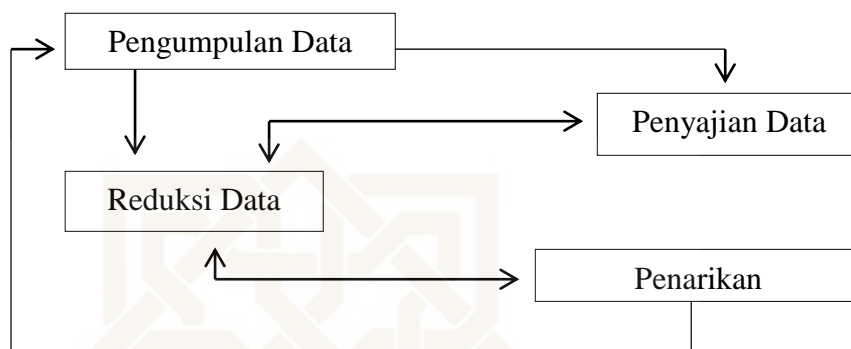 Pengumpulan Data
Penyajian Data
Reduksi Data
Penarikan